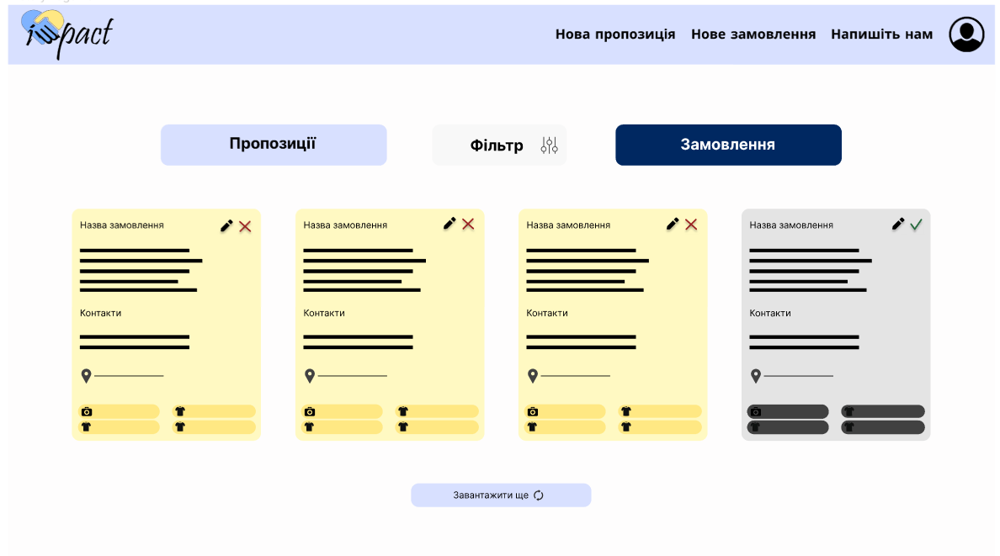 impact
Нова пропозиція Нове замовлення Напишіть нам
Пропозиції Фільтр Замовлення
Назва замовлення
Контакти
Назва замовлення
Контакти
Назва замовлення
Контакти
Назва замовлення
Контакти
Завантажити ще